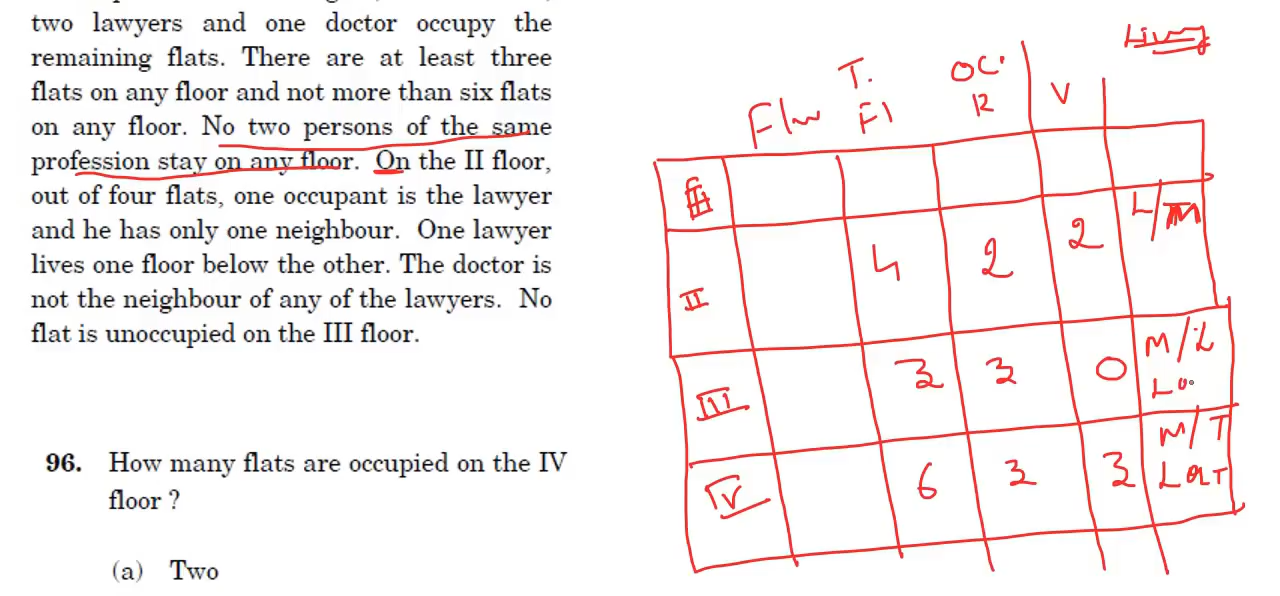 two lawyers and one doctor occupy the
remaining flats. There are at least three
flats on any floor and not more than six flats
on any floor. No two persons of the same
profession stay on any floor. On the II floor,
out of four flats, one occupant is the lawyer
and he has only one neighbour. One lawyer
lives one floor below the other. The doctor is
not the neighbour of any of the lawyers. No
flat is unoccupied on the III floor.
96. How many flats are occupied on the IV
floor ?
(a) Two
T. OC' V
Fl R
II 4 2 2 L/M
III 3 3 0 M/L
IV 6 3 3 M/T